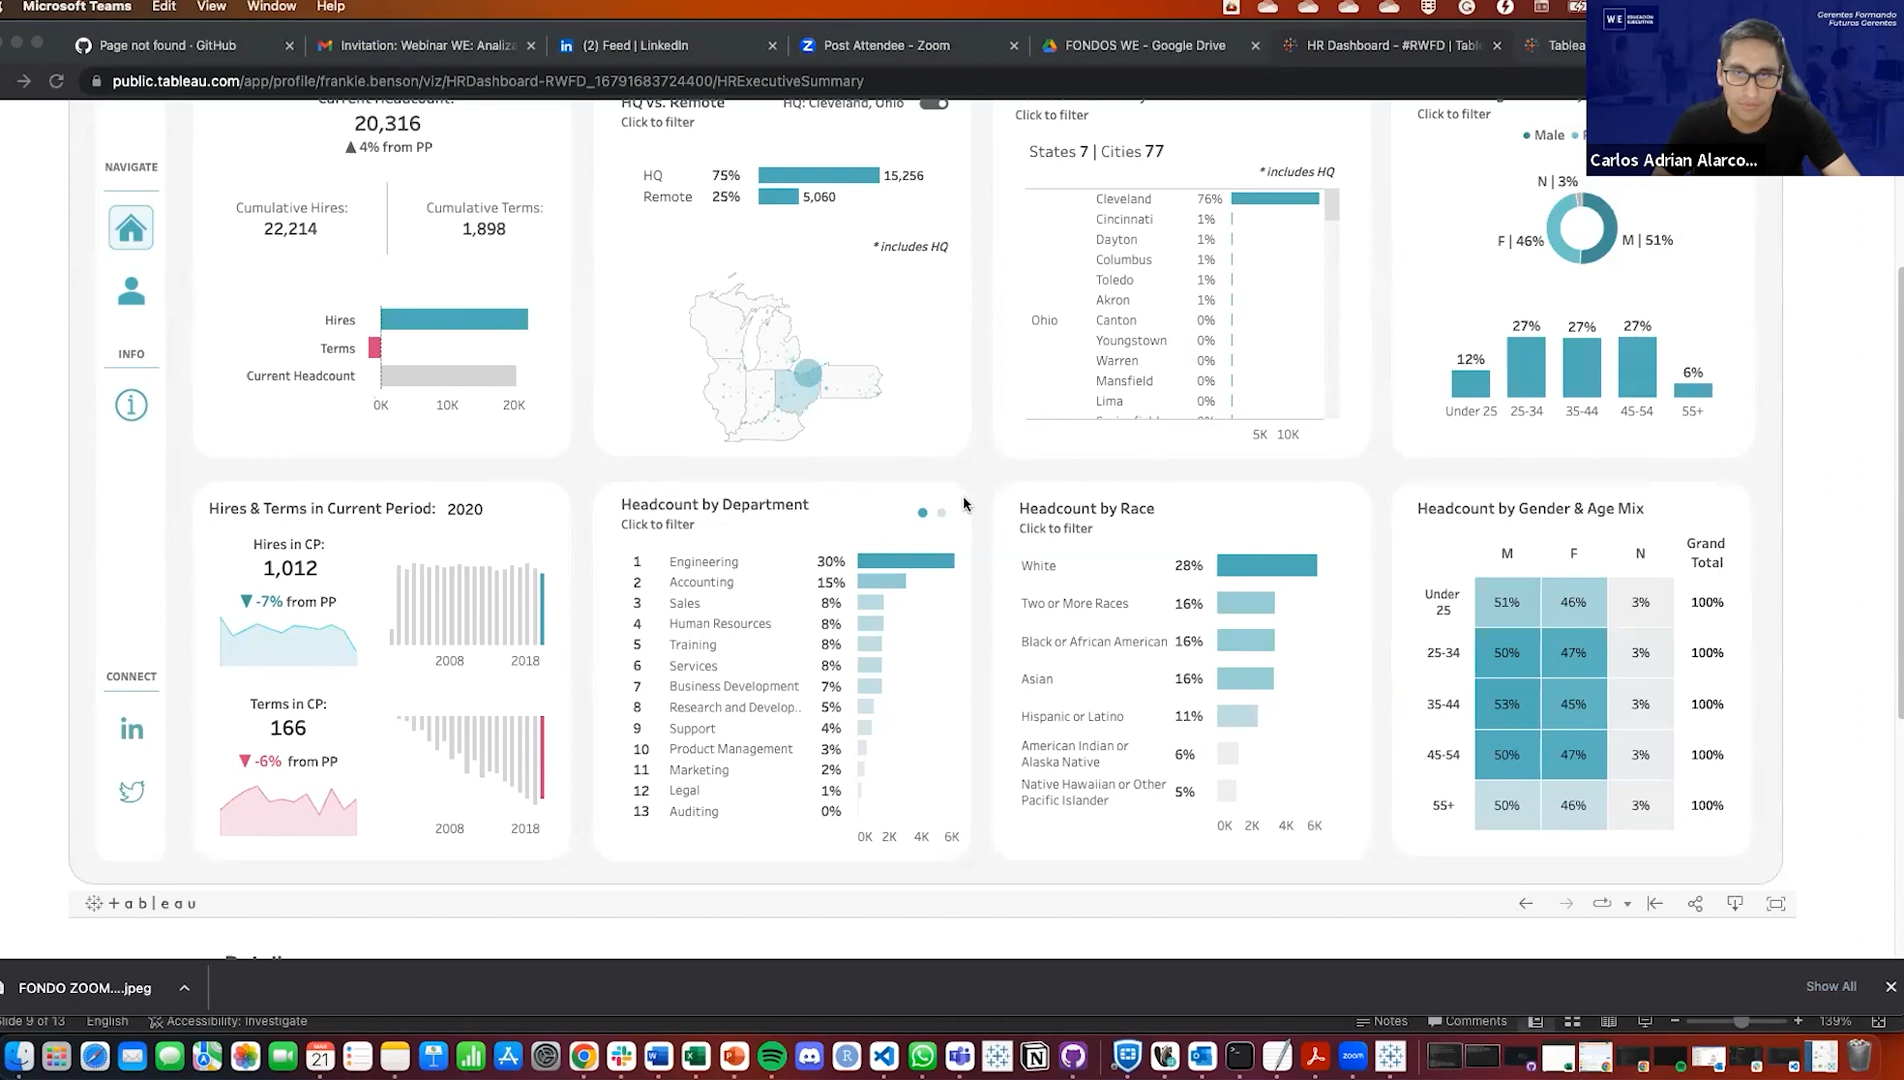 Microsoft Teams Edit View Window Help
Page not found · GitHub
Invitation: Webinar WE: Analiza
(2) Feed | LinkedIn
Post Attendee - Zoom
FONDOS WE - Google Drive
HR Dashboard - #RWFD | Tabl
Tablea
public.tableau.com/app/profile/frankie.benson/viz/HRDashboard-RWFD_16791683724400/HRExecutiveSummary
WE EDUCACIÓN EJECUTIVA
Gerentes Formando
Futuros Gerentes
Carlos Adrian Alarco...
NAVIGATE
INFO
CONNECT
in
Current Headcount:
20,316
▲ 4% from PP
Cumulative Hires:
22,214
Cumulative Terms:
1,898
Hires
Terms
Current Headcount
0K 10K 20K
HQ vs. Remote
HQ: Cleveland, Ohio
Click to filter
HQ 75% 15,256
Remote 25% 5,060
* includes HQ
Click to filter
States 7 | Cities 77
* includes HQ
Ohio
Cleveland 76%
Cincinnati 1%
Dayton 1%
Columbus 1%
Toledo 1%
Akron 1%
Canton 0%
Youngstown 0%
Warren 0%
Mansfield 0%
Lima 0%
5K 10K
Click to filter
Male
N | 3%
F | 46%
M | 51%
12% 27% 27% 27% 6%
Under 25 25-34 35-44 45-54 55+
Hires & Terms in Current Period: 2020
Hires in CP:
1,012
▼ -7% from PP
2008 2018
Terms in CP:
166
▼ -6% from PP
2008 2018
Headcount by Department
Click to filter
1 Engineering 30%
2 Accounting 15%
3 Sales 8%
4 Human Resources 8%
5 Training 8%
6 Services 8%
7 Business Development 7%
8 Research and Develop.. 5%
9 Support 4%
10 Product Management 3%
11 Marketing 2%
12 Legal 1%
13 Auditing 0%
0K 2K 4K 6K
Headcount by Race
Click to filter
White 28%
Two or More Races 16%
Black or African American 16%
Asian 16%
Hispanic or Latino 11%
American Indian or
Alaska Native 6%
Native Hawaiian or Other
Pacific Islander 5%
0K 2K 4K 6K
Headcount by Gender & Age Mix
M F N Grand
Total
Under
25 51% 46% 3% 100%
25-34 50% 47% 3% 100%
35-44 53% 45% 3% 100%
45-54 50% 47% 3% 100%
55+ 50% 46% 3% 100%
+ableau
FONDO ZOOM....jpeg
Show All
Slide 9 of 13 English Accessibility: Investigate
Notes Comments 139%
MAR
21
zoom